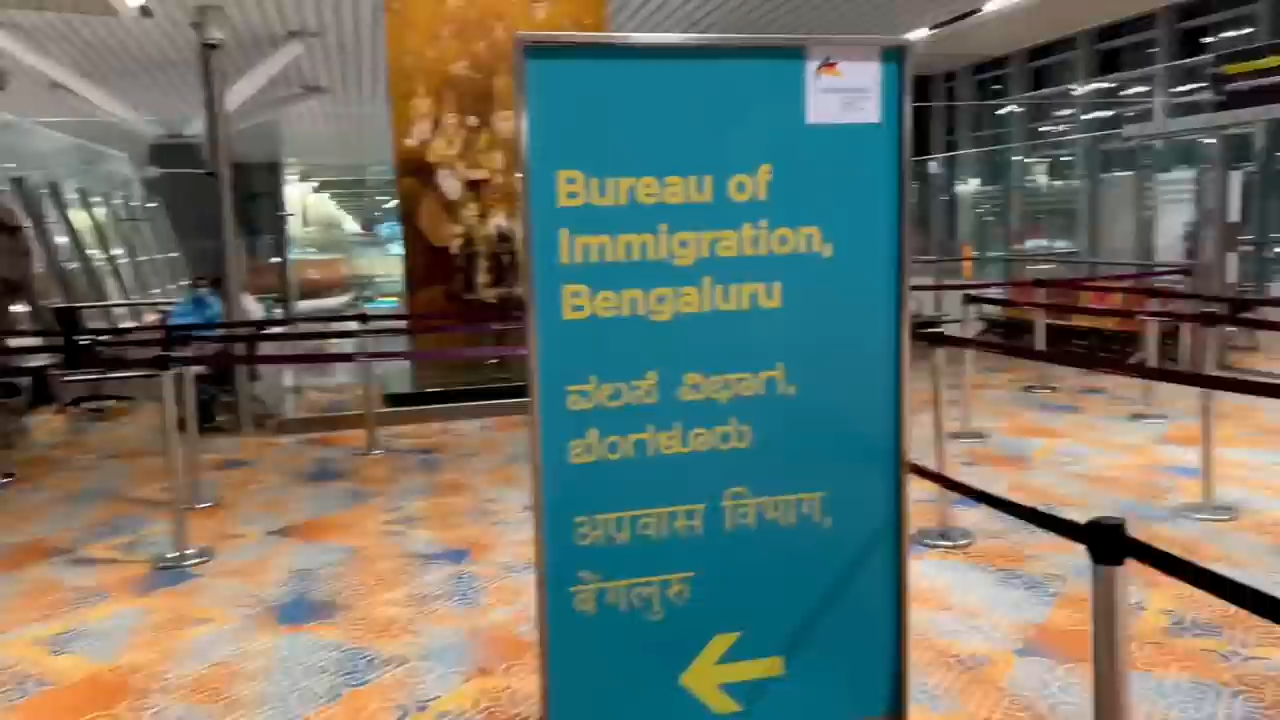 Bureau of
Immigration,
Bengaluru
ವಲಸೆ ವಿಭಾಗ,
ಬೆಂಗಳೂರು
अप्रवास विभाग,
बेंगलुरु